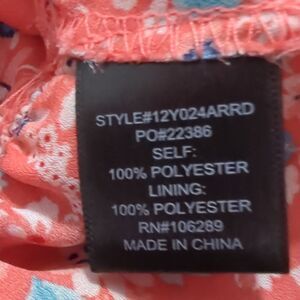 STYLE#12Y024ARRD
PO#22386
SELF:
100% POLYESTER
LINING:
100% POLYESTER
RN#106289
MADE IN CHINA